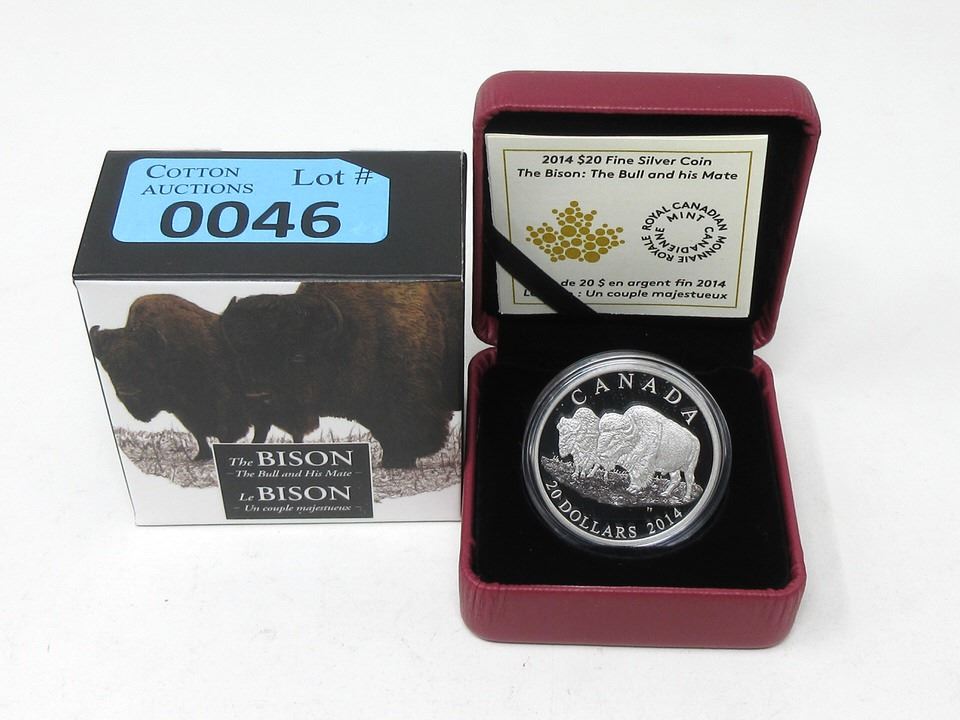 COTTON AUCTIONS Lot #
0046
The BISON
The Bull and His Mate
Le BISON
Un couple majestueux
2014 $20 Fine Silver Coin
The Bison: The Bull and his Mate
ROYAL CANADIAN MINT
MONNAIE ROYALE CANADIENNE
de 20 $ en argent fin 2014
: Un couple majestueux
CANADA
20 DOLLARS 2014